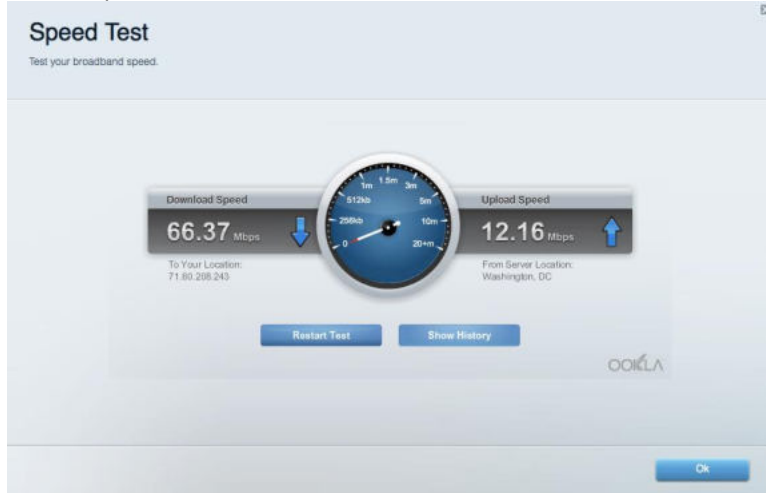 Speed Test
Test your broadband speed.
Download Speed
66.37 Mbps
To Your Location:
71.80.208.243
0
256kb
512kb
1m
1.5m
3m
5m
10m
20+m
Upload Speed
12.16 Mbps
From Server Location:
Washington, DC
Restart Test
Show History
OOKLA
Ok